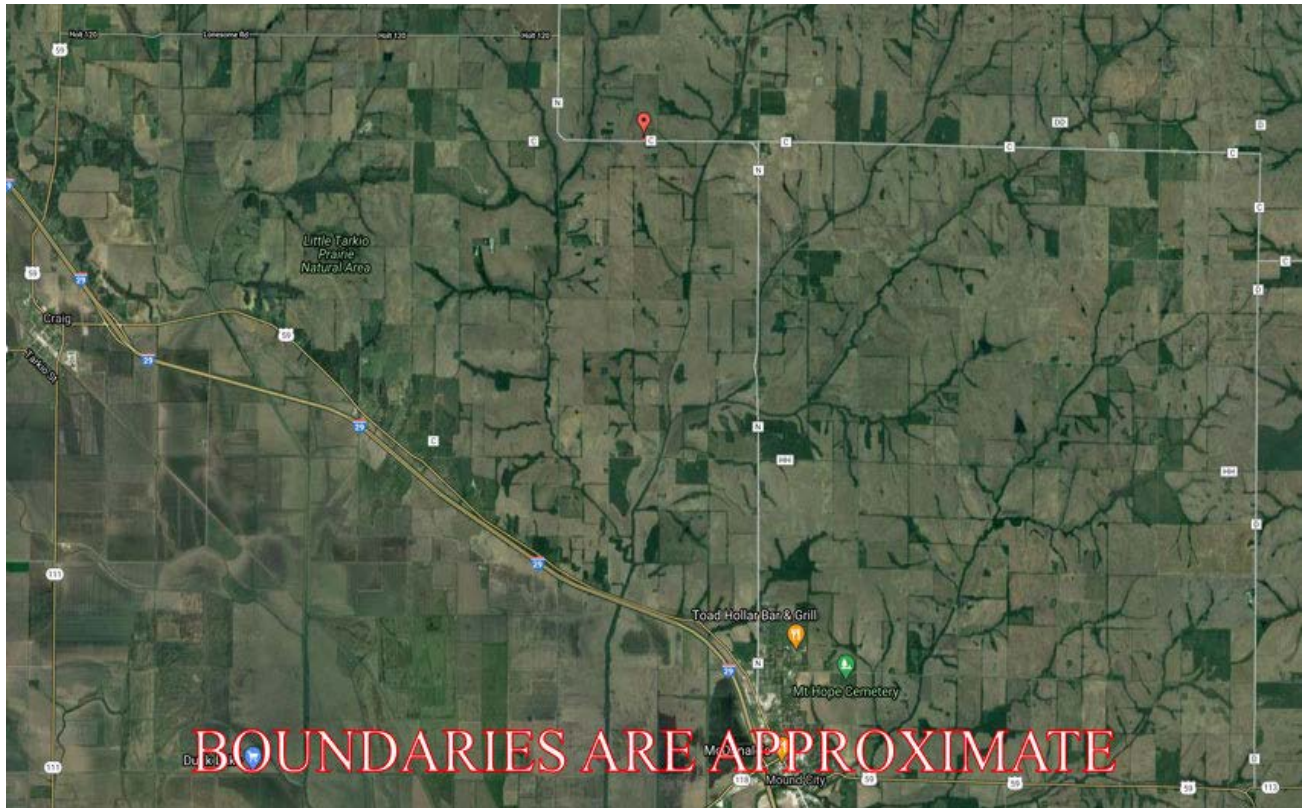 Holt 120
Lonesome Rd
Holt 120
Holt 120
59
N
DD
D
C
C
C
C
C
N
9
C
Little Tarkio
Prairie
Natural Area
59
29
C
D
Craig
59
29
Tarkio St
29
C
N
HH
HH
D
29
111
Toad Hollar Bar & Grill
29
N
Mt Hope Cemetery
BOUNDARIES ARE APPROXIMATE
111
118
Mound City
59
59
59
D
113